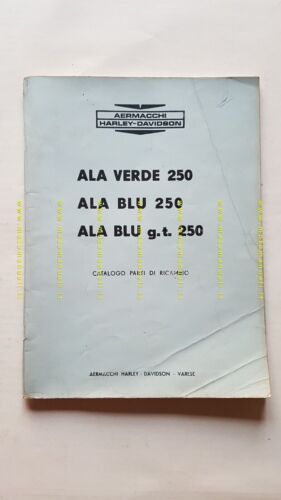 AERMACCHI
HARLEY-DAVIDSON
ALA VERDE 250
ALA BLU 250
ALA BLU g.t. 250
CATALOGO PARTI DI RICAMBIO
AERMACCHI HARLEY - DAVIDSON - VARESE